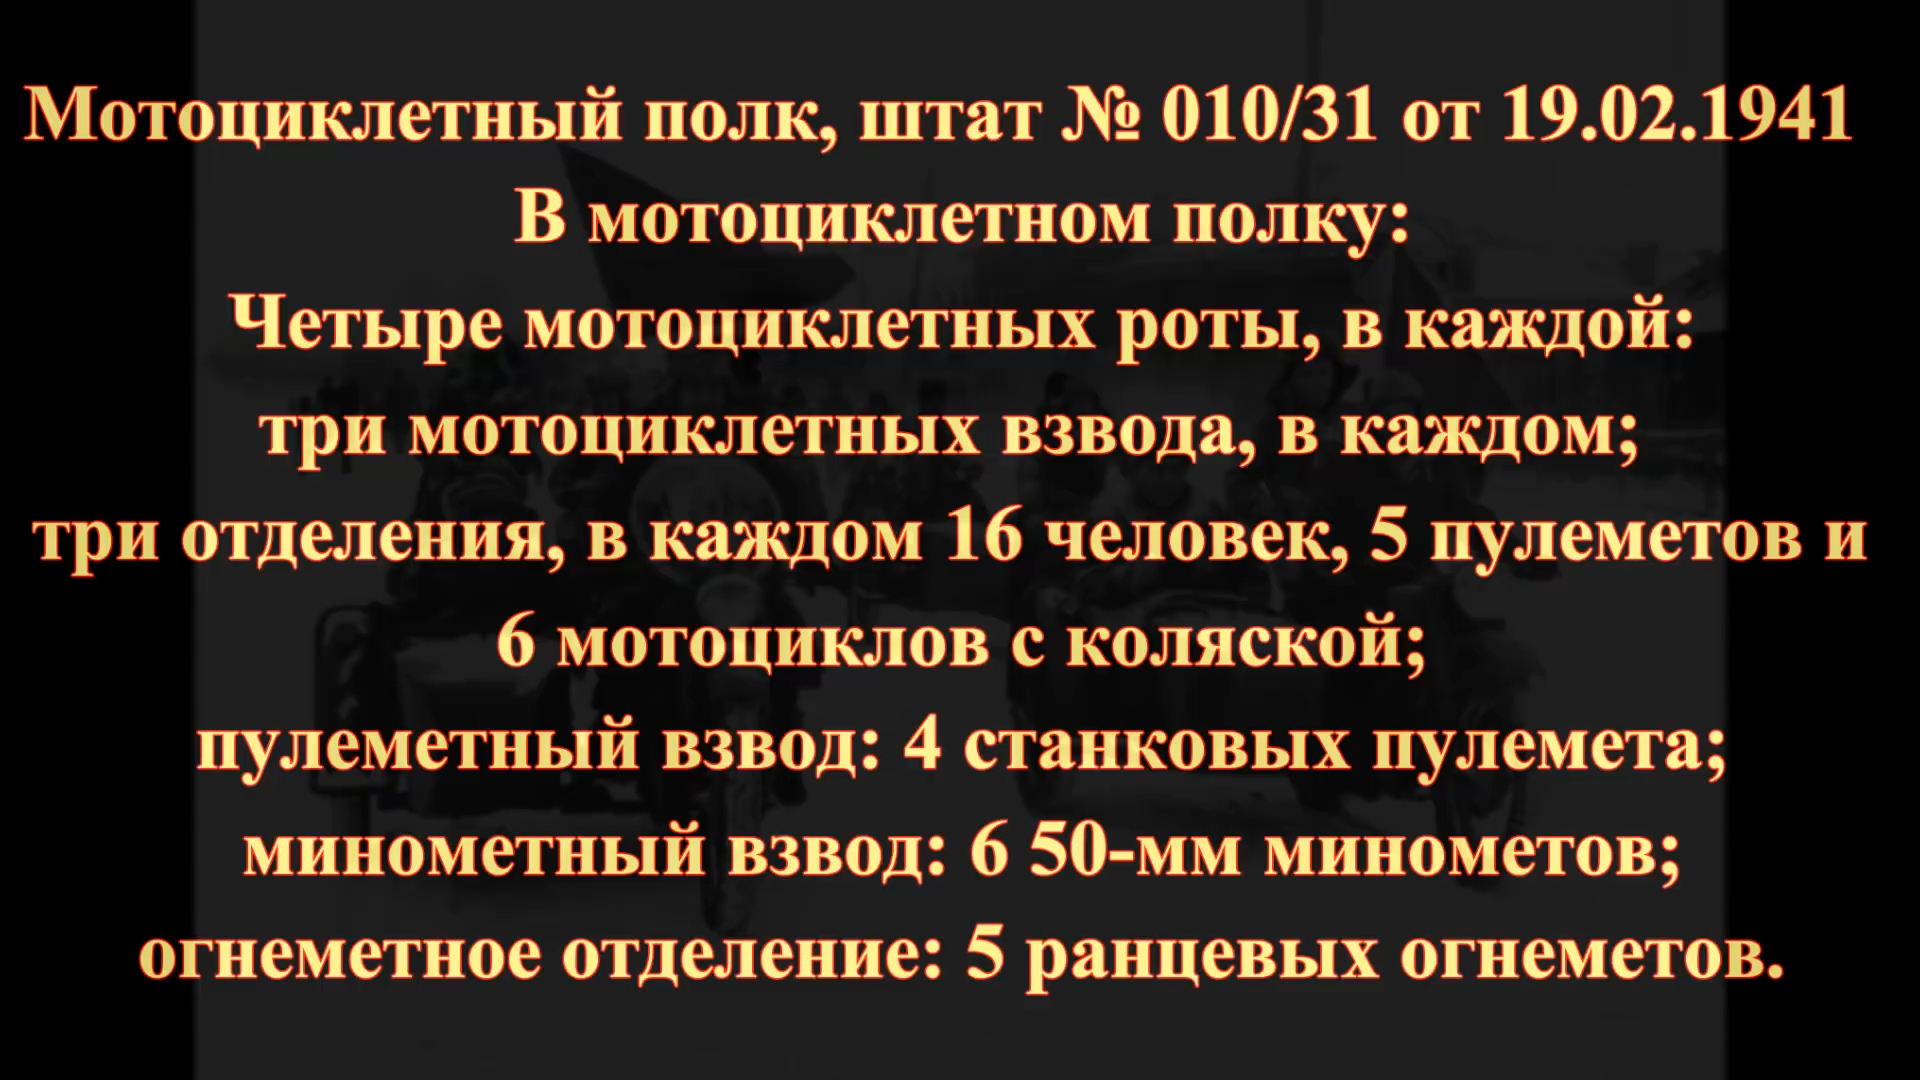 Мотоциклетный полк, штат № 010/31 от 19.02.1941
В мотоциклетном полку:
Четыре мотоциклетных роты, в каждой:
три мотоциклетных взвода, в каждом;
три отделения, в каждом 16 человек, 5 пулеметов и
6 мотоциклов с коляской;
пулеметный взвод: 4 станковых пулемета;
минометный взвод: 6 50-мм минометов;
огнеметное отделение: 5 ранцевых огнеметов.